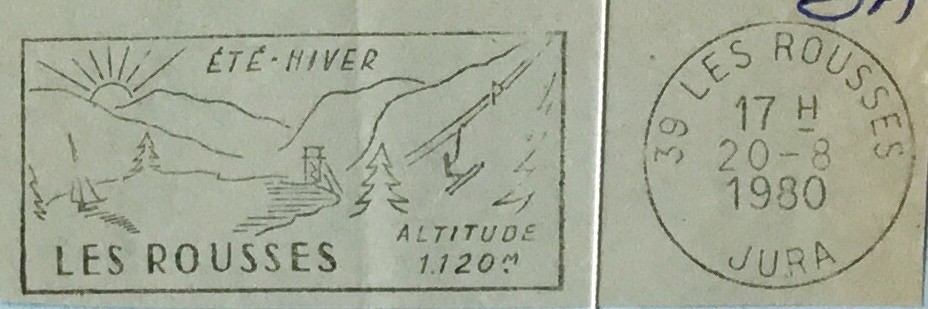 ÉTÉ-HIVER
LES ROUSSES
ALTITUDE
1.120M
39 LES ROUSSES
17 H
20-8
1980
JURA